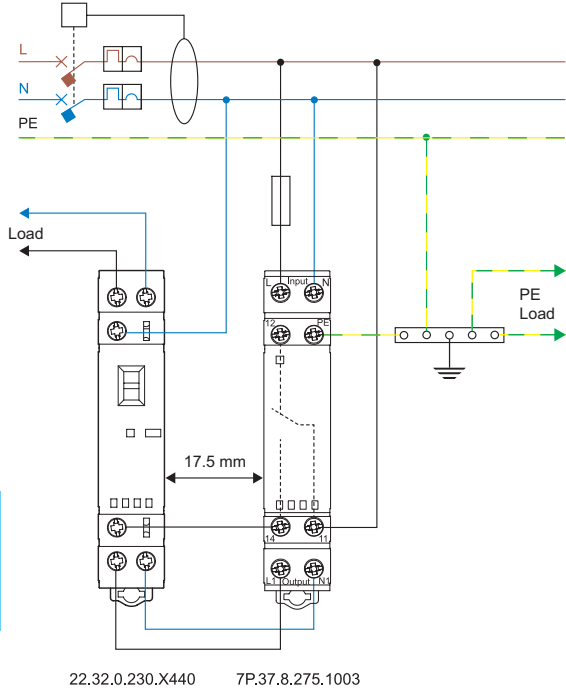 L
N
PE
Load
L Input N
12 PE
PE
Load
17.5 mm
14 11
L1 Output N1
22.32.0.230.X440 7P.37.8.275.1003